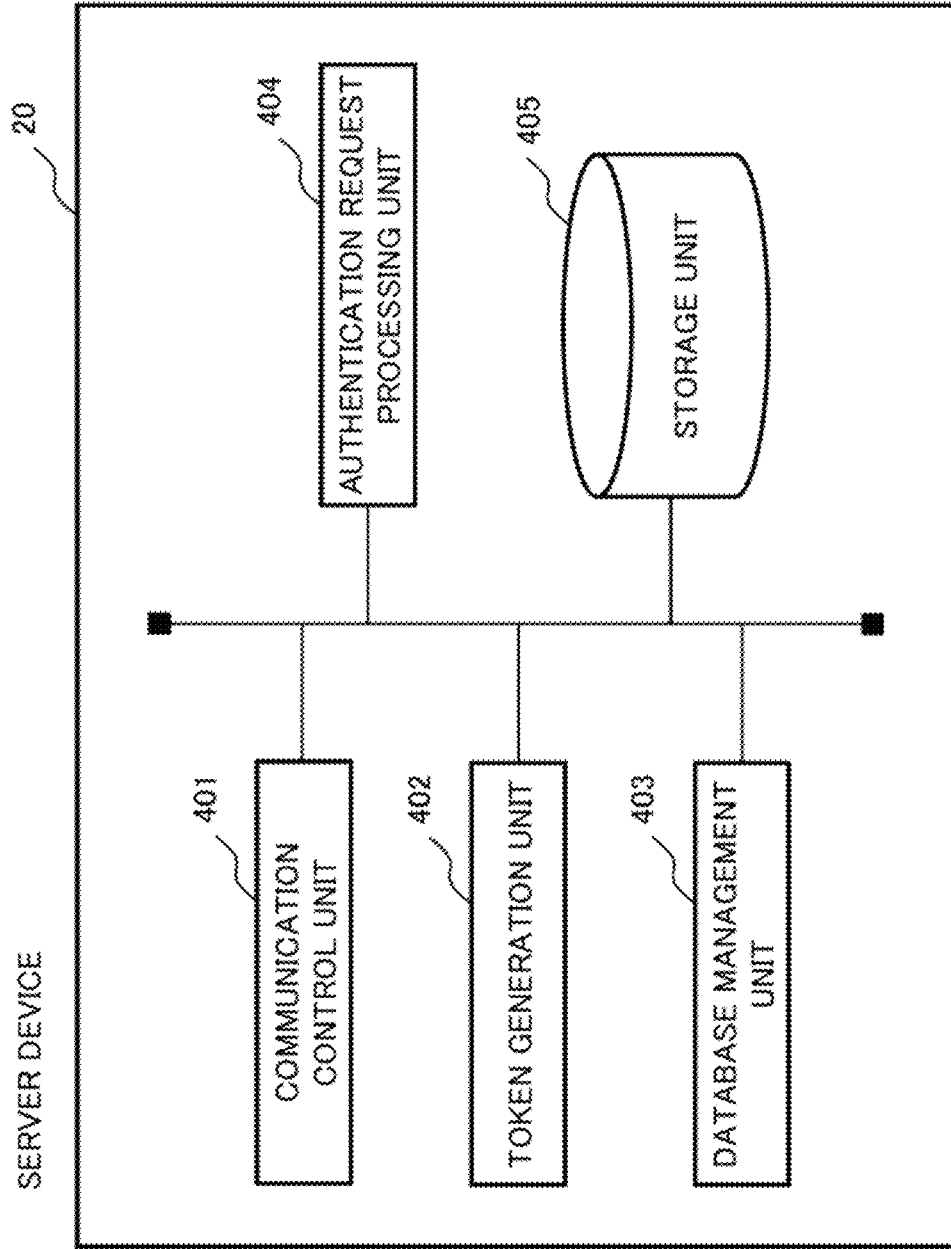 SERVER DEVICE
20
401
COMMUNICATION
CONTROL UNIT
402
TOKEN GENERATION UNIT
403
DATABASE MANAGEMENT
UNIT
404
AUTHENTICATION REQUEST
PROCESSING UNIT
405
STORAGE UNIT